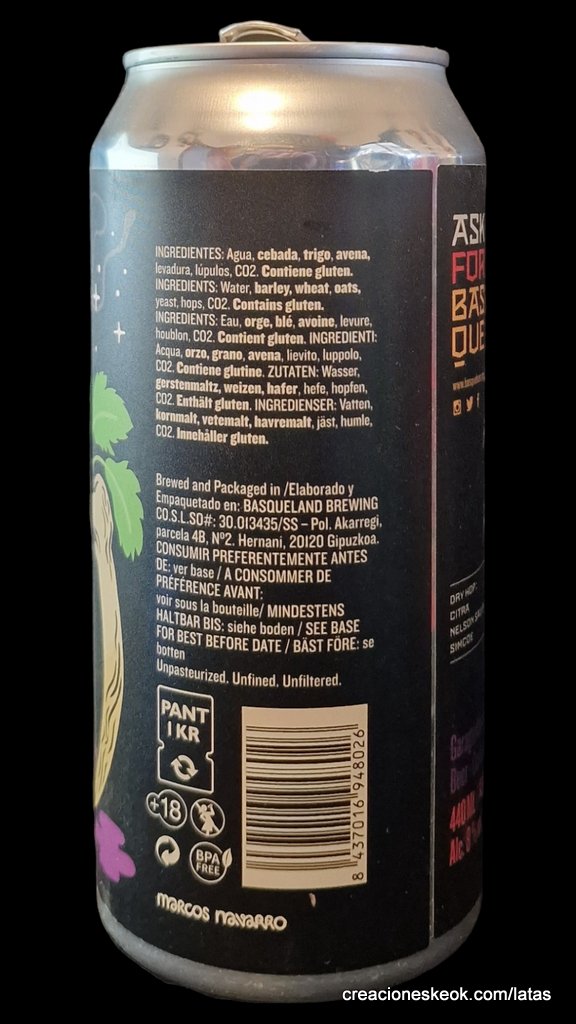 INGREDIENTES: Agua, cebada, trigo, avena,
levadura, lúpulos, CO2. Contiene gluten.
INGREDIENTS: Water, barley, wheat, oats,
yeast, hops, CO2. Contains gluten.
INGREDIENTS: Eau, orge, blé, avoine, levure,
houblon, CO2. Contient gluten. INGREDIENTI:
Acqua, orzo, grano, avena, lievito, luppolo,
CO2. Contiene glutine. ZUTATEN: Wasser,
gerstenmaltz, weizen, hafer, hefe, hopfen,
CO2. Enthält gluten. INGREDIENSER: Vatten,
kornmalt, vetemalt, havremalt, jäst, humle,
CO2. Innehåller gluten.
Brewed and Packaged in /Elaborado y
Empaquetado en: BASQUELAND BREWING
CO.S.L.SO#: 30.013435/SS – Pol. Akarregi,
parcela 4B, Nº2. Hernani, 20120 Gipuzkoa.
CONSUMIR PREFERENTEMENTE ANTES
DE: ver base / A CONSOMMER DE
PRÉFÉRENCE AVANT:
voir sous la bouteille/ MINDESTENS
HALTBAR BIS: siehe boden / SEE BASE
FOR BEST BEFORE DATE / BÄST FÖRE: se
botten
Unpasteurized. Unfined. Unfiltered.
PANT
1 KR
+18
BPA
FREE
8 437016 948026
marcos navarro
ASK
FOR
BAS
QUE
DRY HOP:
CITRA
NELSON
SIMCOE
440 ML
Alc. 8%
creacioneskeok.com/latas